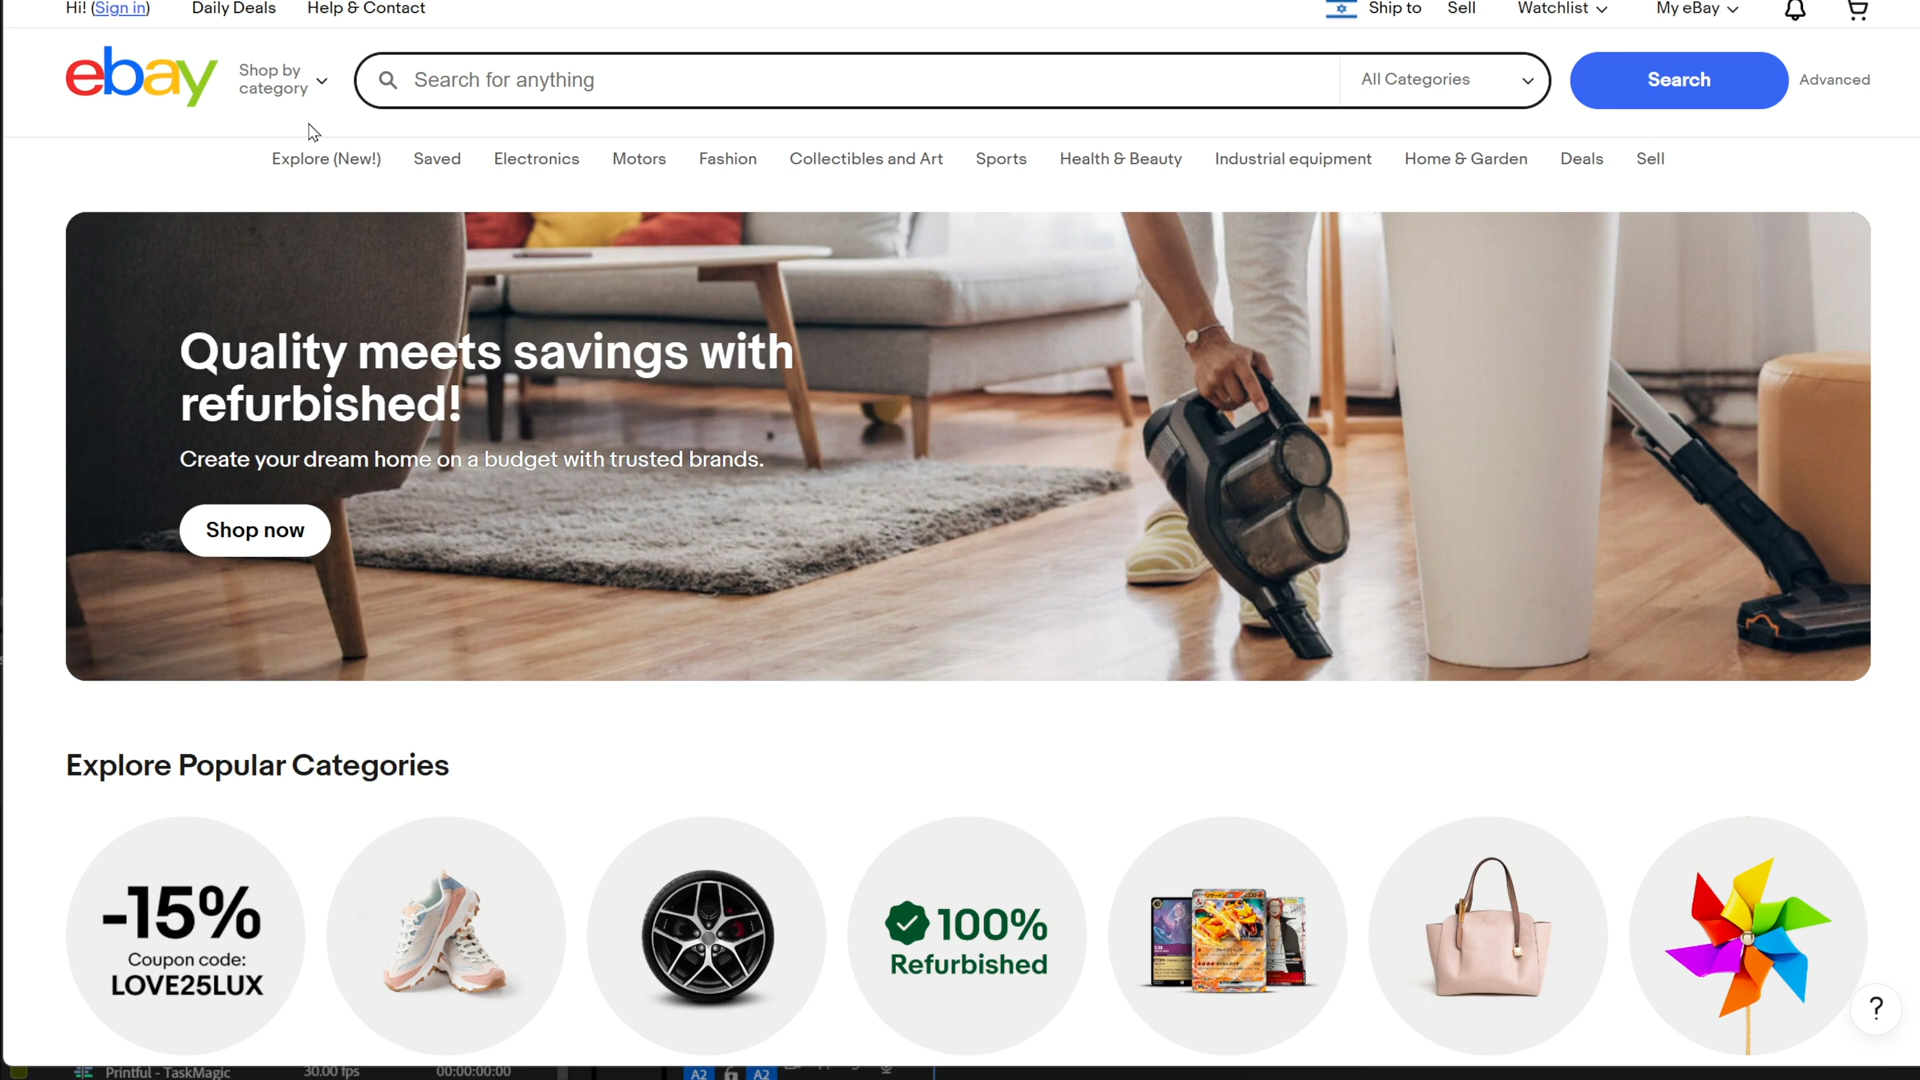 Hi! (Sign in) Daily Deals Help & Contact Ship to Sell Watchlist My eBay
ebay
Shop by
category
Search for anything
All Categories
Search
Advanced
Explore (New!) Saved Electronics Motors Fashion Collectibles and Art Sports Health & Beauty Industrial equipment Home & Garden Deals Sell
Quality meets savings with
refurbished!
Create your dream home on a budget with trusted brands.
Shop now
Explore Popular Categories
-15%
Coupon code:
LOVE25LUX
100%
Refurbished
?
Printful - TaskMagic 30.00 fps 00:00:00:00 A2 A2